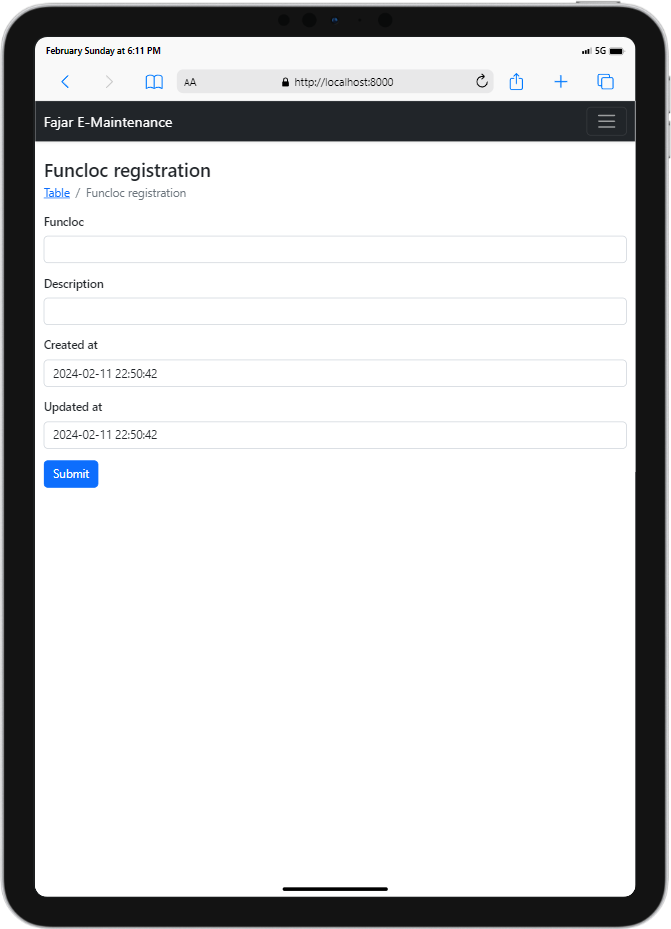 February Sunday at 6:11 PM 5G
AA http://localhost:8000
Fajar E-Maintenance
Funcloc registration
Table / Funcloc registration
Funcloc
Description
Created at
2024-02-11 22:50:42
Updated at
2024-02-11 22:50:42
Submit